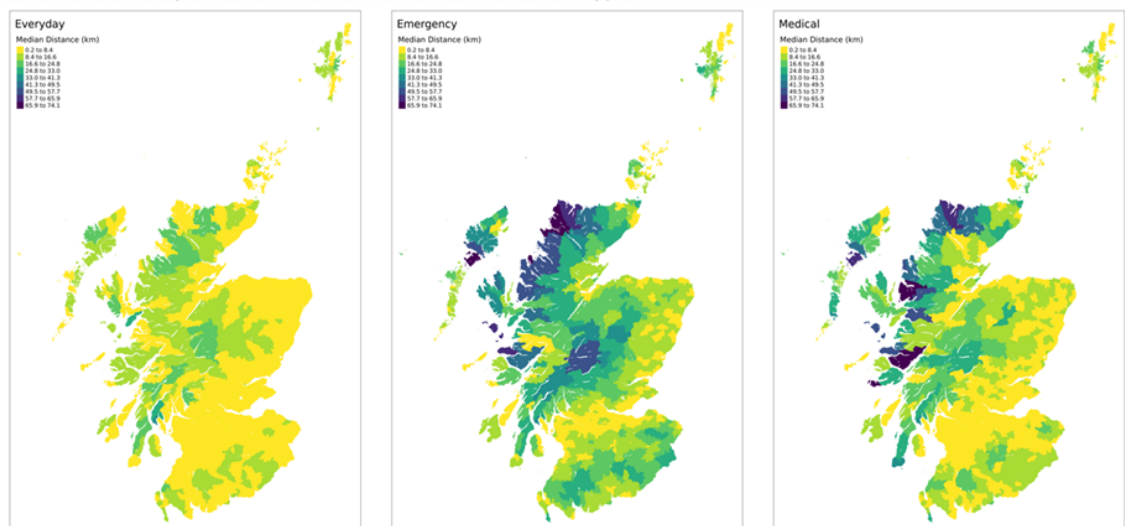 Everyday
Median Distance (km)
0.2 to 8.4
8.4 to 16.6
16.6 to 24.8
24.8 to 33.0
33.0 to 41.3
41.3 to 49.5
49.5 to 57.7
57.7 to 65.9
65.9 to 74.1
Emergency
Median Distance (km)
0.2 to 8.4
8.4 to 16.6
16.6 to 24.8
24.8 to 33.0
33.0 to 41.3
41.3 to 49.5
49.5 to 57.7
57.7 to 65.9
65.9 to 74.1
Medical
Median Distance (km)
0.2 to 8.4
8.4 to 16.6
16.6 to 24.8
24.8 to 33.0
33.0 to 41.3
41.3 to 49.5
49.5 to 57.7
57.7 to 65.9
65.9 to 74.1